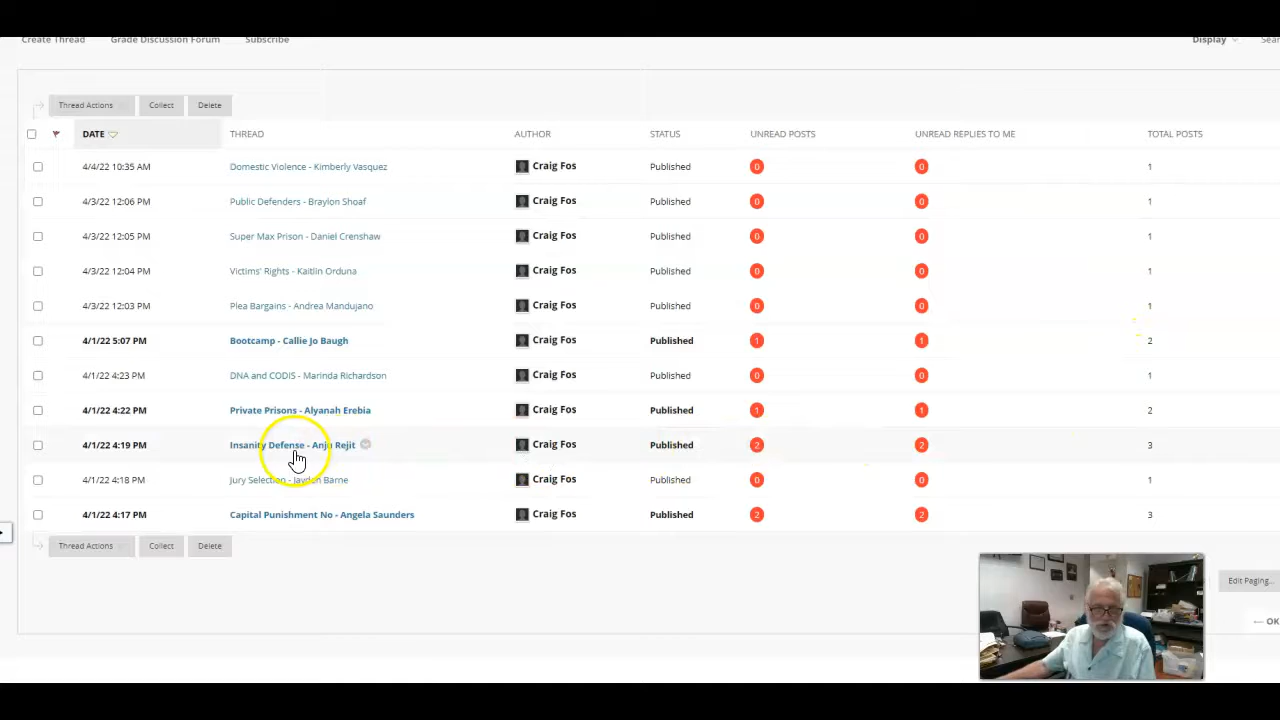 Create Thread Grade Discussion Forum Subscribe Display
Thread Actions Collect Delete
DATE THREAD AUTHOR STATUS UNREAD POSTS UNREAD REPLIES TO ME TOTAL POSTS
4/4/22 10:35 AM Domestic Violence - Kimberly Vasquez Craig Fos Published 0 0 1
4/3/22 12:06 PM Public Defenders - Braylon Shoaf Craig Fos Published 0 0 1
4/3/22 12:05 PM Super Max Prison - Daniel Crenshaw Craig Fos Published 0 0 1
4/3/22 12:04 PM Victims' Rights - Kaitlin Orduna Craig Fos Published 0 0 1
4/3/22 12:03 PM Plea Bargains - Andrea Mandujano Craig Fos Published 0 0 1
4/1/22 5:07 PM Bootcamp - Callie Jo Baugh Craig Fos Published 1 1 2
4/1/22 4:23 PM DNA and CODIS - Marinda Richardson Craig Fos Published 0 0 1
4/1/22 4:22 PM Private Prisons - Alyanah Erebia Craig Fos Published 1 1 2
4/1/22 4:19 PM Insanity Defense - Anju Rejit Craig Fos Published 2 2 3
4/1/22 4:18 PM Jury Selection - Jayden Barne Craig Fos Published 0 0 1
4/1/22 4:17 PM Capital Punishment No - Angela Saunders Craig Fos Published 2 2 3
Thread Actions Collect Delete
Edit Paging...
← OK